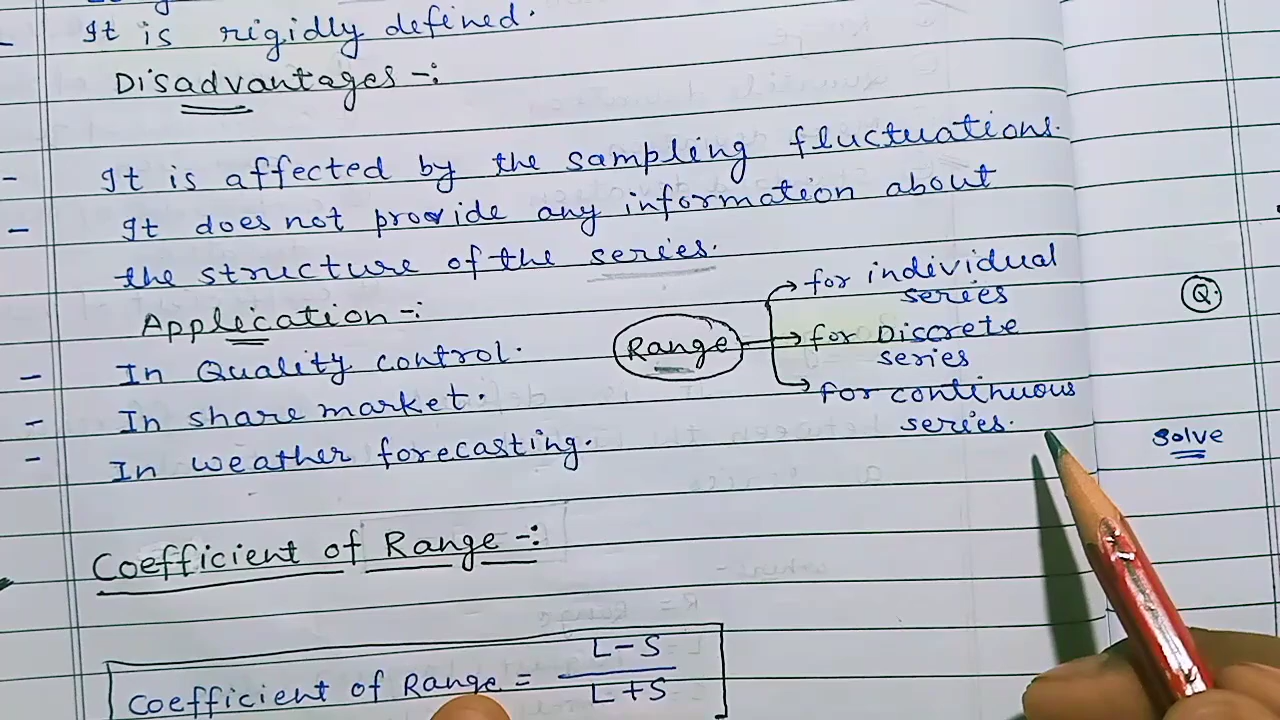 It is rigidly defined.
Disadvantages -:
- It is affected by the sampling fluctuations.
- It does not provide any information about
the structure of the series.
Application -:
- In Quality control.
- In share market.
- In weather forecasting.
Range
for individual
series
for Discrete
series
for continuous
series.
Q.
Solve
Coefficient of Range -:
Coefficient of Range = L-S
L+S